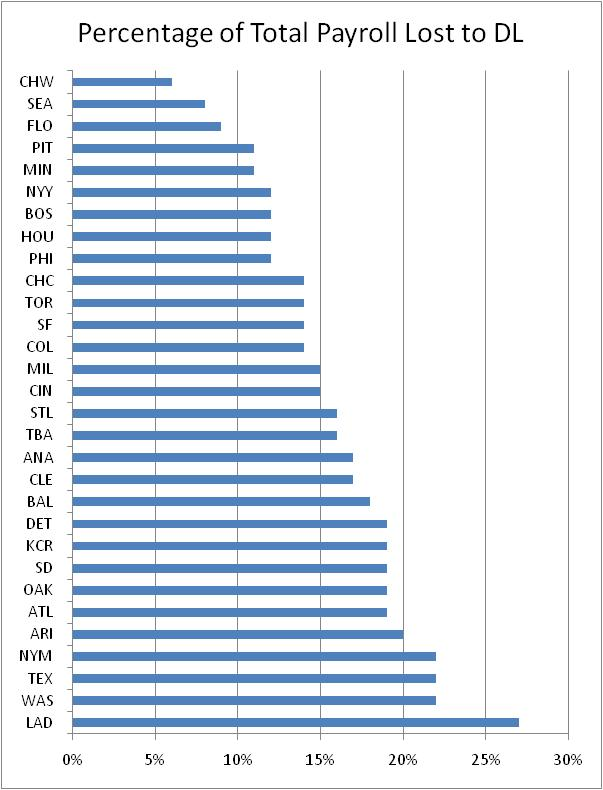 Percentage of Total Payroll Lost to DL
CHW
SEA
FLO
PIT
MIN
NYY
BOS
HOU
PHI
CHC
TOR
SF
COL
MIL
CIN
STL
TBA
ANA
CLE
BAL
DET
KCR
SD
OAK
ATL
ARI
NYM
TEX
WAS
LAD
0% 5% 10% 15% 20% 25% 30%